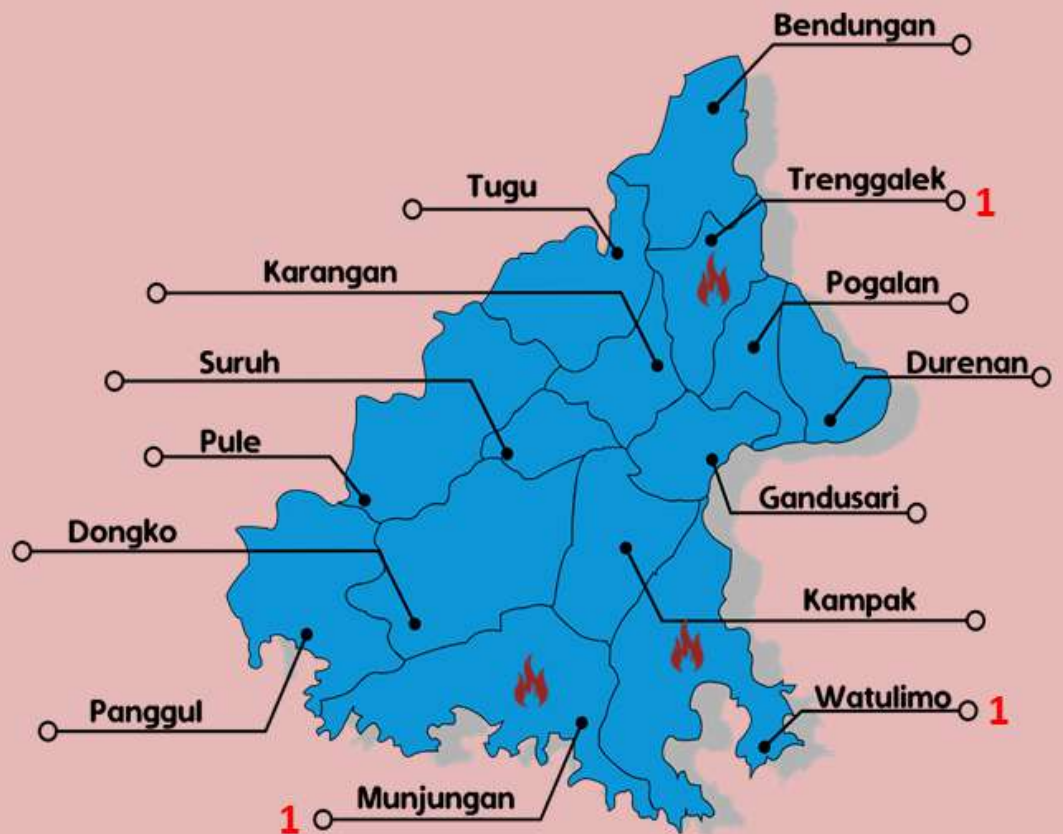 Bendungan
Tugu
Trenggalek 1
Karangan
Pogalan
Suruh
Durenan
Pule
Gandusari
Dongko
Kampak
Panggul
Watulimo 1
1 Munjungan